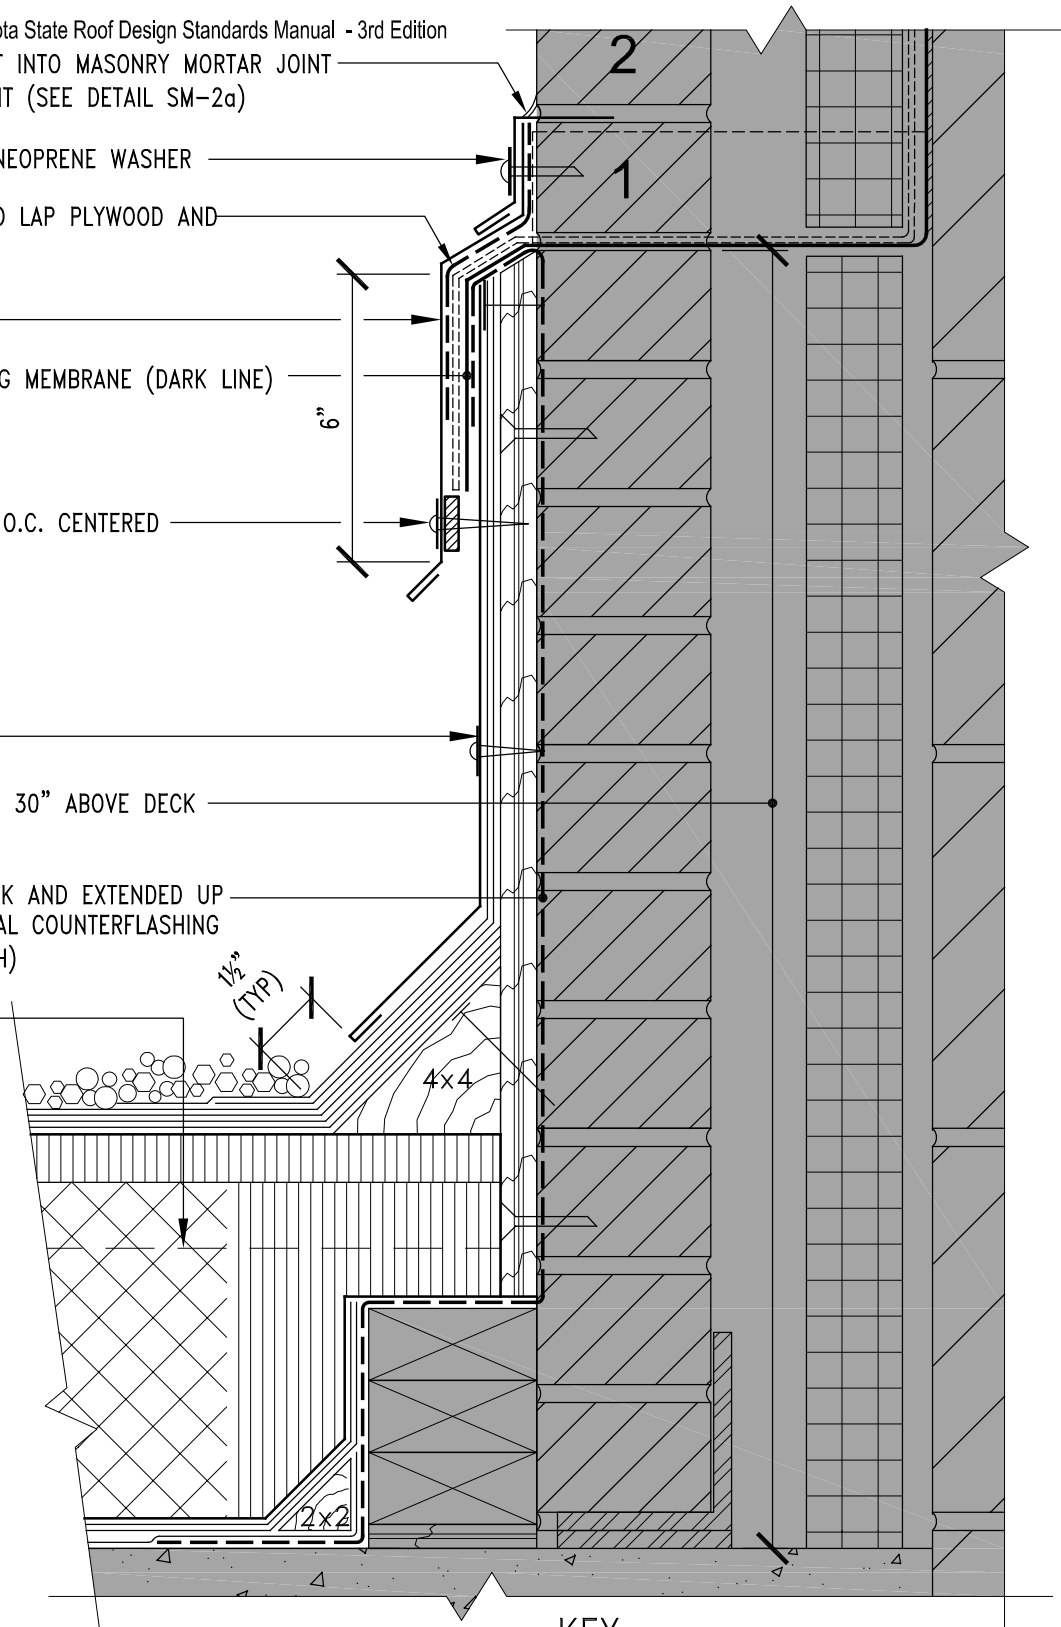 ota State Roof Design Standards Manual - 3rd Edition
T INTO MASONRY MORTAR JOINT
NT (SEE DETAIL SM-2a)
2
NEOPRENE WASHER
1
O LAP PLYWOOD AND
G MEMBRANE (DARK LINE)
6"
O.C. CENTERED
30" ABOVE DECK
K AND EXTENDED UP
AL COUNTERFLASHING
H)
1½"
(TYP)
4x4
2x2
KEY